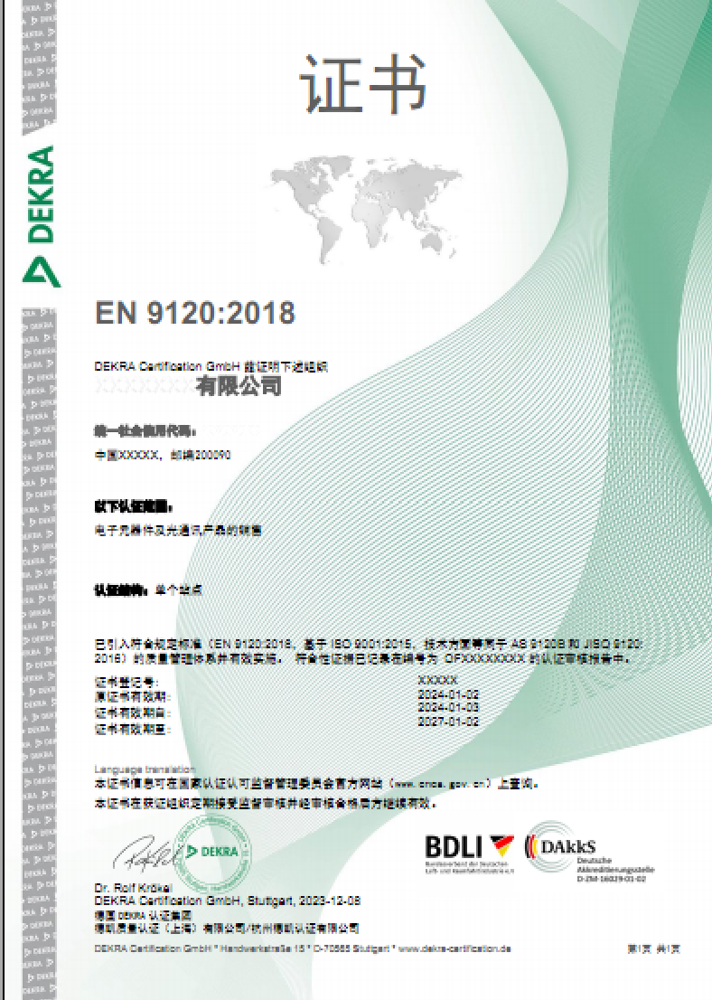 证书
DEKRA
EN 9120:2018
DEKRA Certification GmbH 兹证明下述组织
XXXXXXX有限公司
统一社会信用代码:
中国XXXXX，邮编200090
以下认证范围:
电子元器件及光通讯产品的销售
认证结构: 单个站点
已引入符合规定标准（EN 9120:2018，基于 ISO 9001:2015，技术方面等同于 AS 9120B 和 JISQ 9120:
2016）的质量管理体系并有效实施。 符合性证据已记录在编号为 QFXXXXXXXX 的认证审核报告中。
证书登记号: XXXXX
原证书有效期: 2024-01-02
证书有效期自: 2024-01-03
证书有效期至: 2027-01-02
Language translation
本证书信息可在国家认证认可监督管理委员会官方网站（www.cnca.gov.cn）上查询。
本证书在获证组织定期接受监督审核并经审核合格后方继续有效。
DEKRA
BDLI
Bundesverband der Deutschen
Luft- und Raumfahrtindustrie e.V.
DAkkS
Deutsche
Akkreditierungsstelle
D-ZM-16029-01-02
Dr. Rolf Krökel
DEKRA Certification GmbH, Stuttgart, 2023-12-08
德国 DEKRA 认证集团
德凯质量认证（上海）有限公司/杭州德凯认证有限公司
DEKRA Certification GmbH * Handwerkstraße 15 * D-70565 Stuttgart * www.dekra-certification.de
第1页 共1页